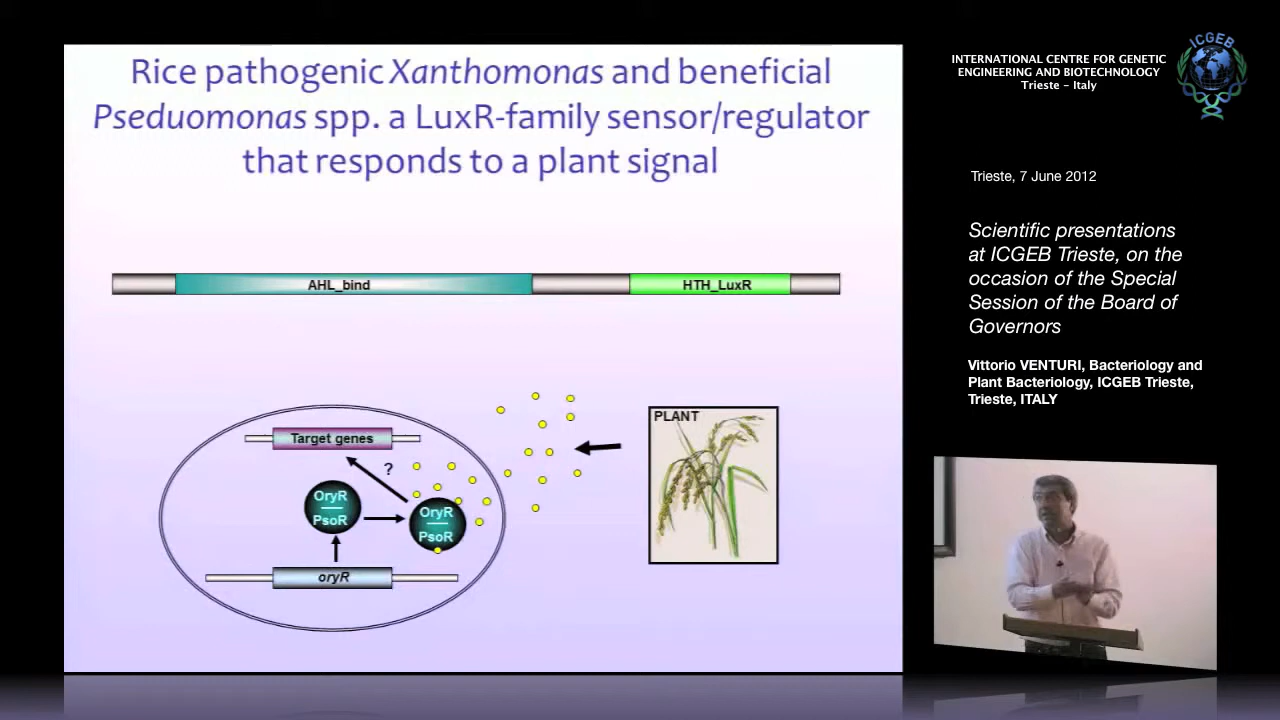 Rice pathogenic Xanthomonas and beneficial
Pseduomonas spp. a LuxR-family sensor/regulator
that responds to a plant signal
AHL_bind
HTH_LuxR
PLANT
Target genes
?
OryR
PsoR
OryR
PsoR
oryR
INTERNATIONAL CENTRE FOR GENETIC
ENGINEERING AND BIOTECHNOLOGY
Trieste - Italy
ICGEB
Trieste, 7 June 2012
Scientific presentations
at ICGEB Trieste, on the
occasion of the Special
Session of the Board of
Governors
Vittorio VENTURI, Bacteriology and
Plant Bacteriology, ICGEB Trieste,
Trieste, ITALY